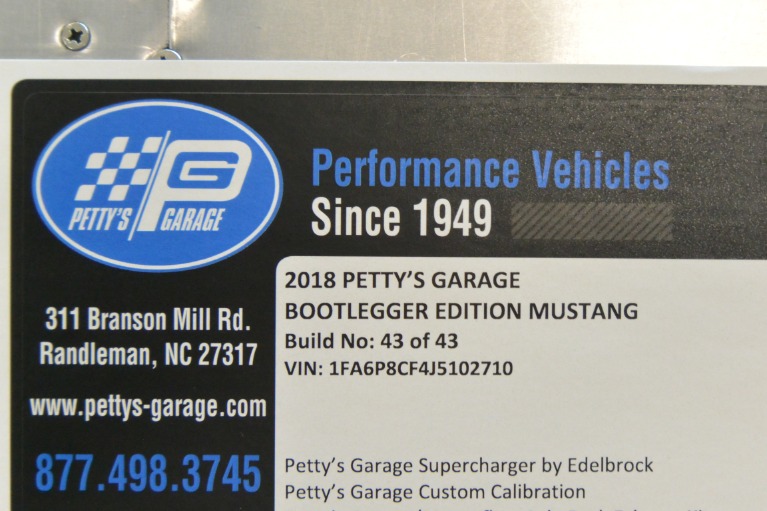 PETTY'S GARAGE
PG
Performance Vehicles
Since 1949
311 Branson Mill Rd.
Randleman, NC 27317
www.pettys-garage.com
877.498.3745
2018 PETTY'S GARAGE
BOOTLEGGER EDITION MUSTANG
Build No: 43 of 43
VIN: 1FA6P8CF4J5102710
Petty's Garage Supercharger by Edelbrock
Petty's Garage Custom Calibration